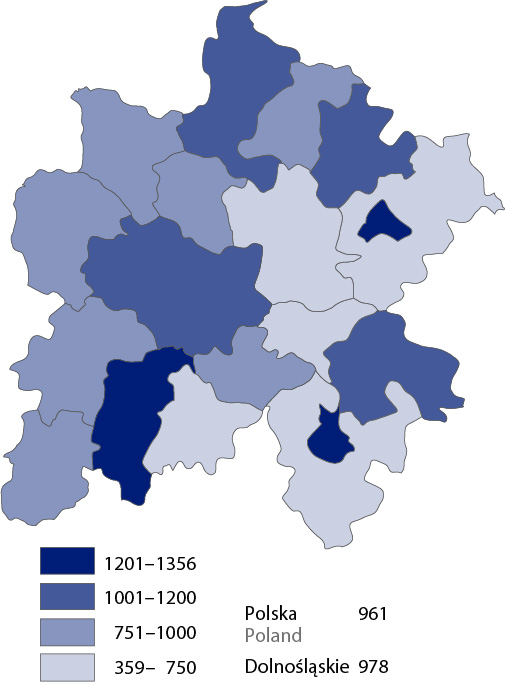 1201–1356
1001–1200
751–1000
359– 750
Polska 961
Poland
Dolnośląskie 978